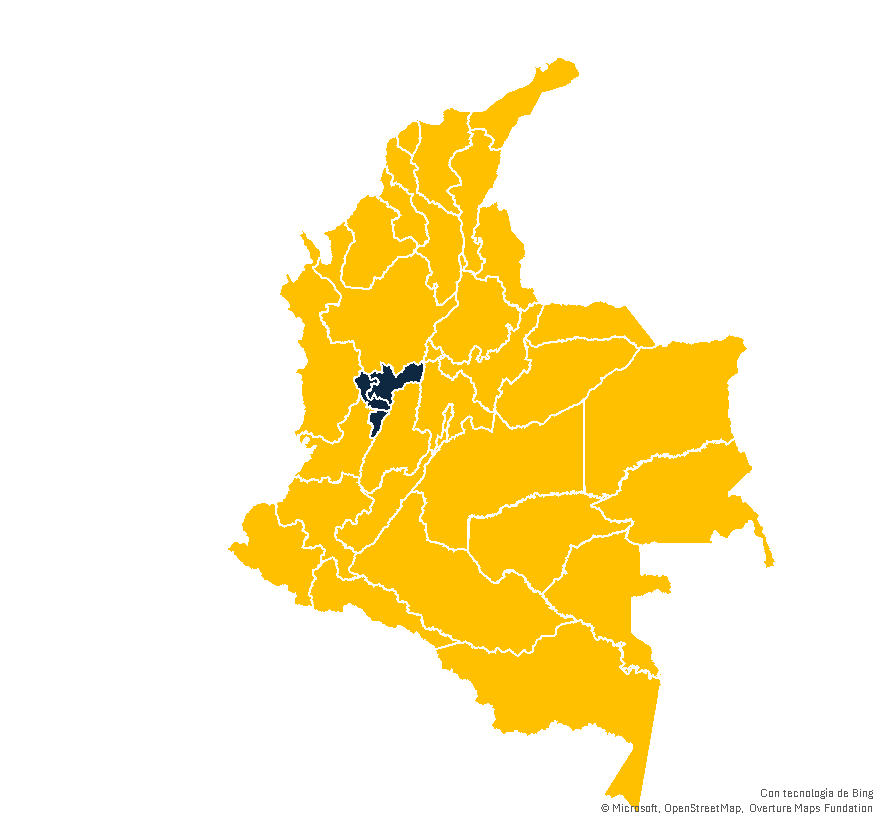 Con tecnología de Bing
© Microsoft, OpenStreetMap, Overture Maps Fundation